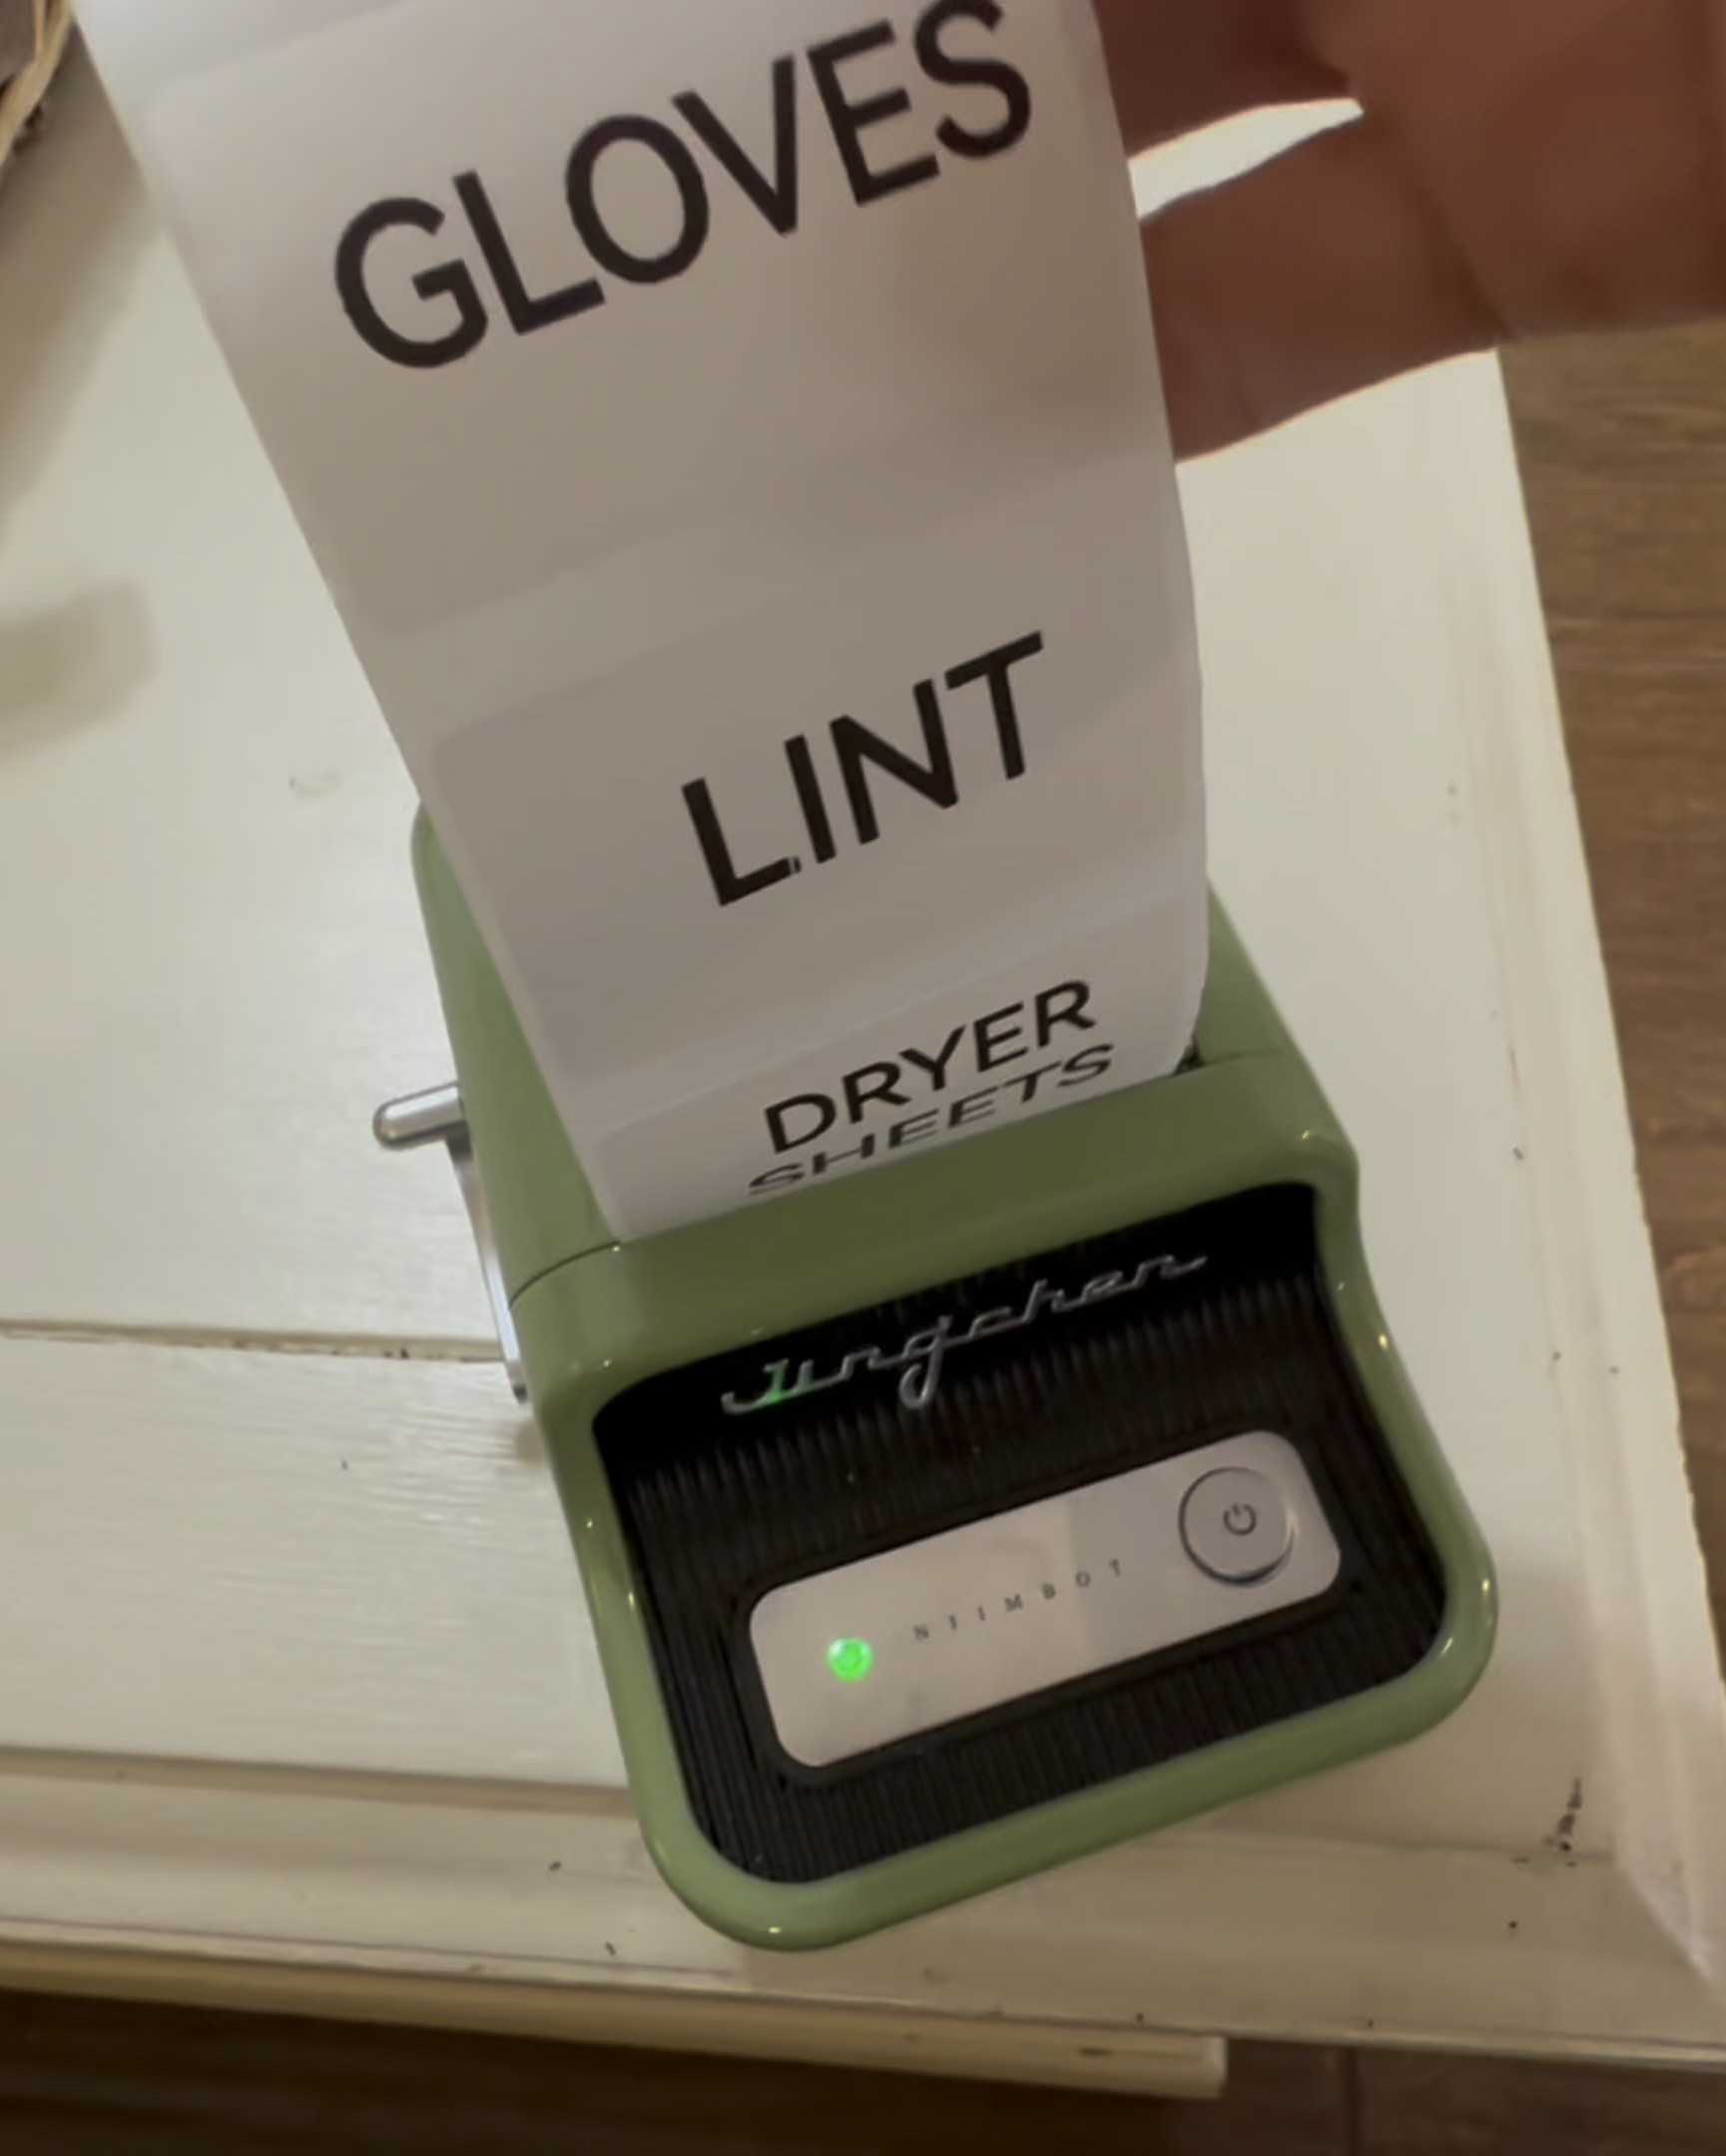 GLOVES
LINT
DRYER
SHEETS
Jingchen
NIIMBOT